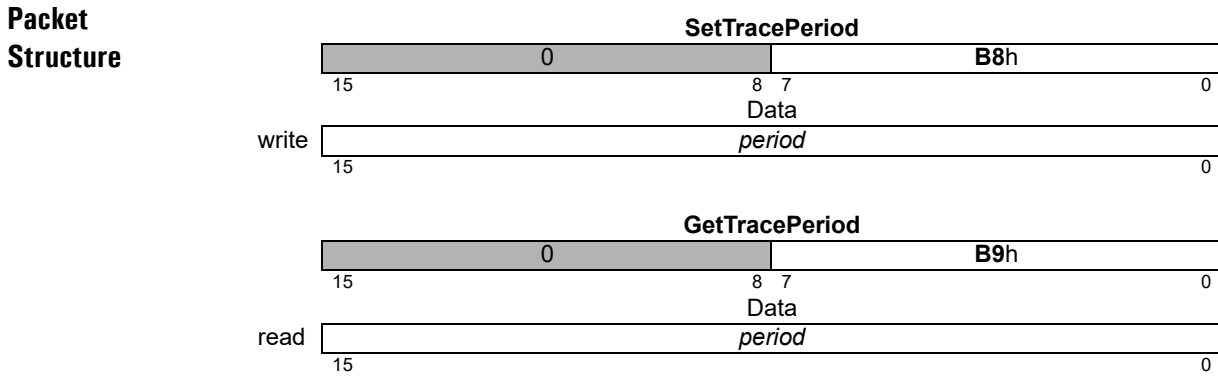 Packet
Structure
SetTracePeriod
0 B8h
15 8 7 0
Data
write period
15 0
GetTracePeriod
0 B9h
15 8 7 0
Data
read period
15 0